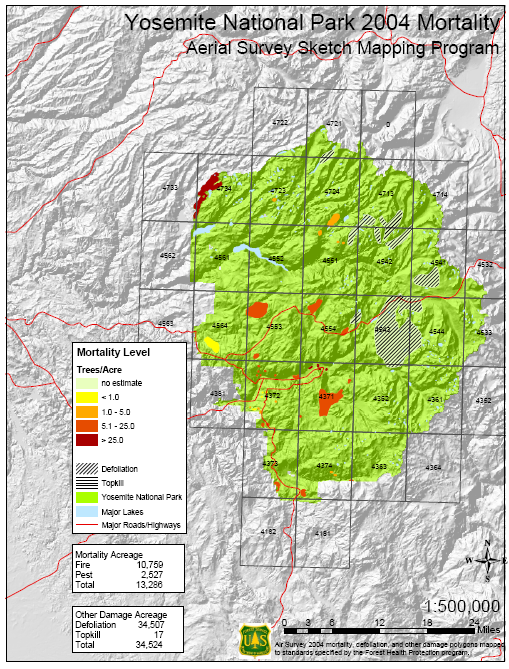 Yosemite National Park 2004 Mortality
Aerial Survey Sketch Mapping Program
4722 4721 0
4733 4734 4723 4724 4713 4714
4562 4561 4552 4551 4542 4541 4532
4563 4564 4553 4554 4543 4544 4533
4381 4372 4371 4362 4361 4352
4373 4374 4363 4364
4182 4181
Mortality Level
Trees/Acre
no estimate
< 1.0
1.0 - 5.0
5.1 - 25.0
> 25.0
Defoliation
Topkill
Yosemite National Park
Major Lakes
Major Roads/Highways
Mortality Acreage
Fire 10,759
Pest 2,527
Total 13,286
Other Damage Acreage
Defoliation 34,507
Topkill 17
Total 34,524
N
W E
S
1:500,000
0 3 6 12 18 24
Miles
UAS
Air Survey 2004 mortality, defoliation, and other damage polygons mapped
to standards specified by the Forest Health Protection program.